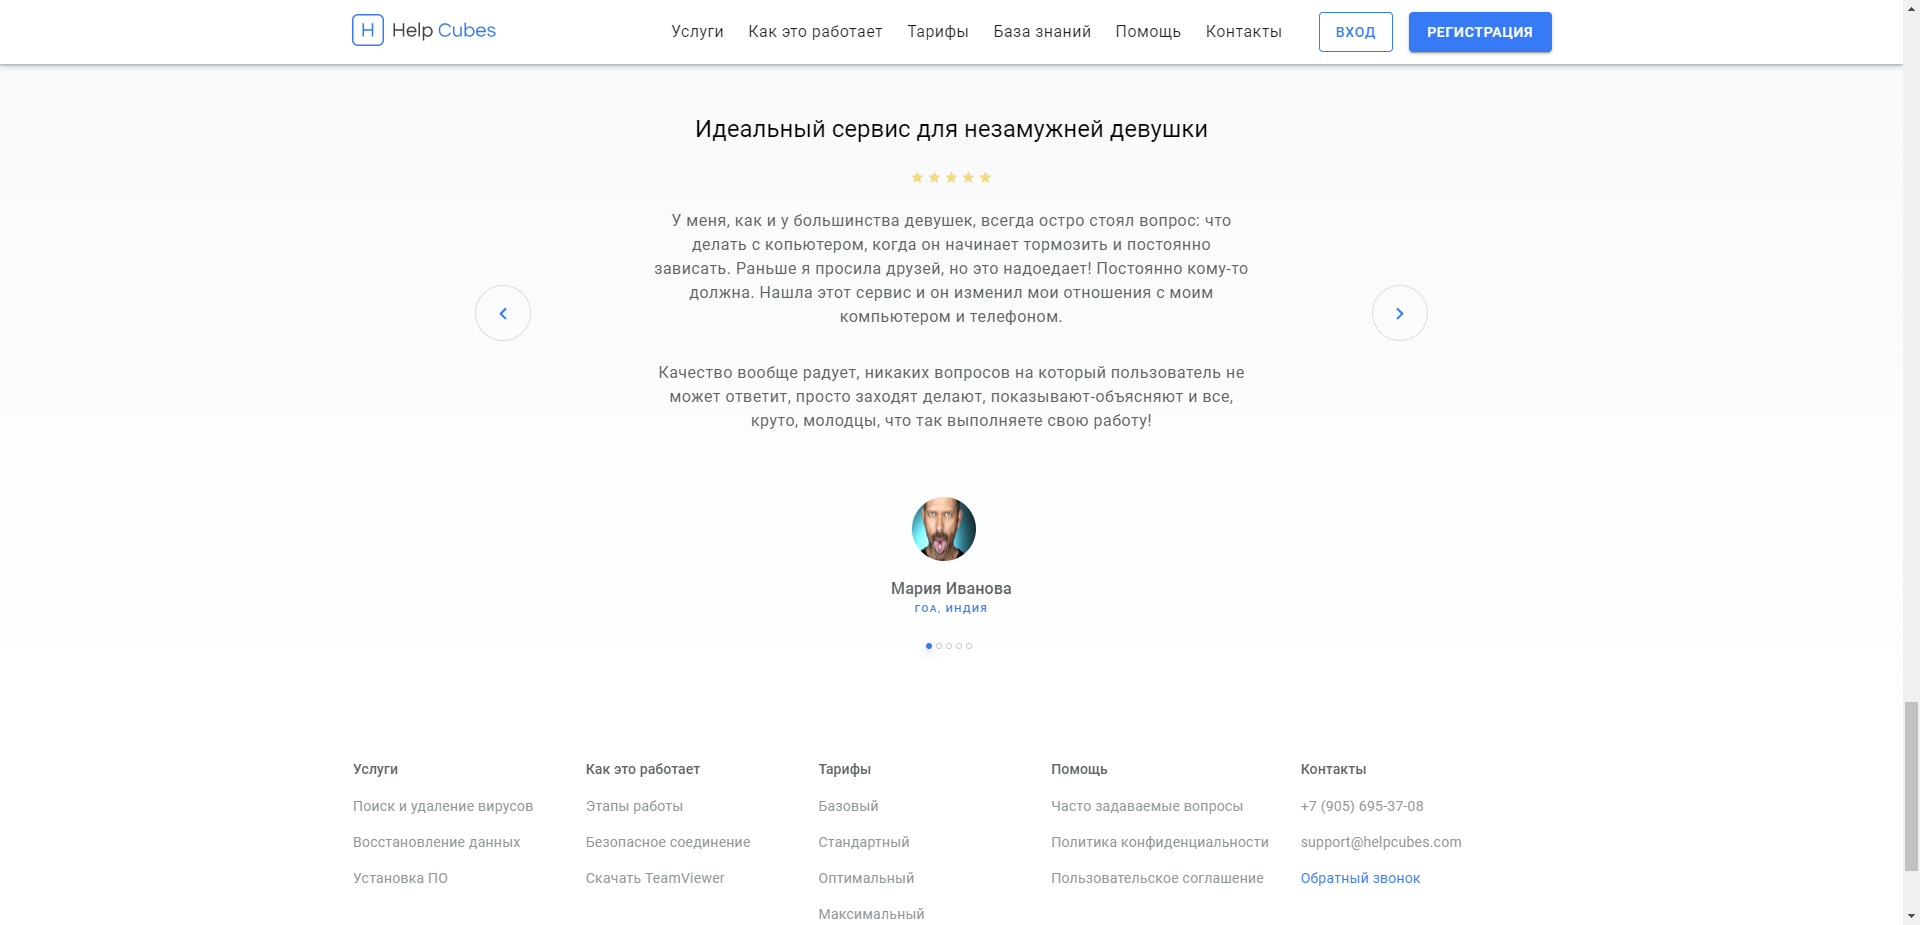 H Help Cubes
Услуги Как это работает Тарифы База знаний Помощь Контакты ВХОД РЕГИСТРАЦИЯ
Идеальный сервис для незамужней девушки
У меня, как и у большинства девушек, всегда остро стоял вопрос: что
делать с копьютером, когда он начинает тормозить и постоянно
зависать. Раньше я просила друзей, но это надоедает! Постоянно кому-то
должна. Нашла этот сервис и он изменил мои отношения с моим
компьютером и телефоном.
Качество вообще радует, никаких вопросов на который пользователь не
может ответит, просто заходят делают, показывают-объясняют и все,
круто, молодцы, что так выполняете свою работу!
Мария Иванова
ГОА, ИНДИЯ
Услуги
Поиск и удаление вирусов
Восстановление данных
Установка ПО
Как это работает
Этапы работы
Безопасное соединение
Скачать TeamViewer
Тарифы
Базовый
Стандартный
Оптимальный
Максимальный
Помощь
Часто задаваемые вопросы
Политика конфиденциальности
Пользовательское соглашение
Контакты
+7 (905) 695-37-08
support@helpcubes.com
Обратный звонок